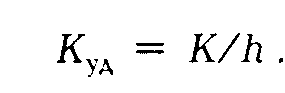 K_уд = K/h .